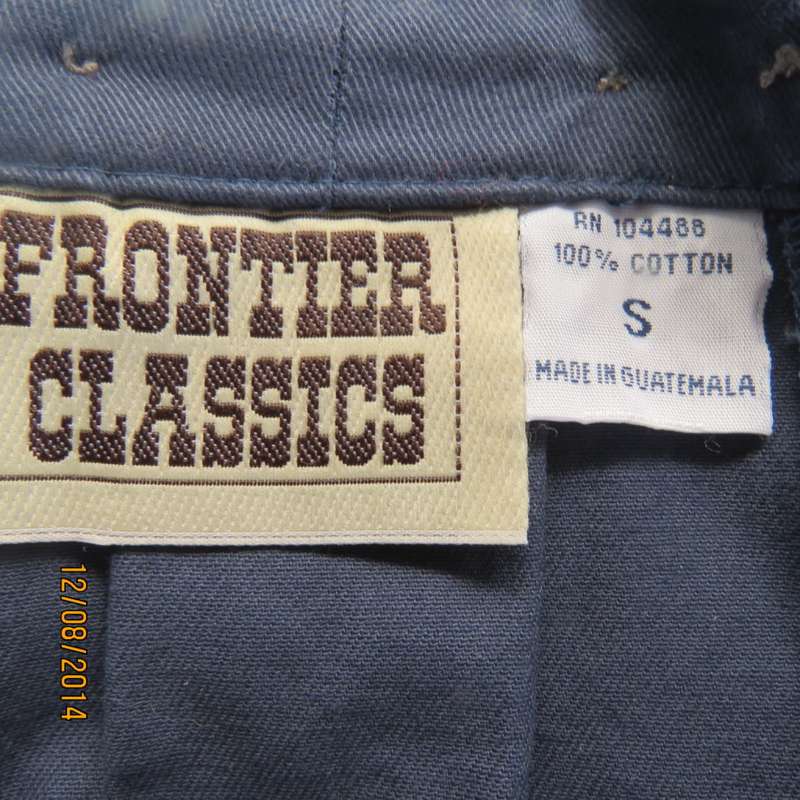 FRONTIER
CLASSICS
RN 104488
100% COTTON
S
MADE IN GUATEMALA
12/08/2014